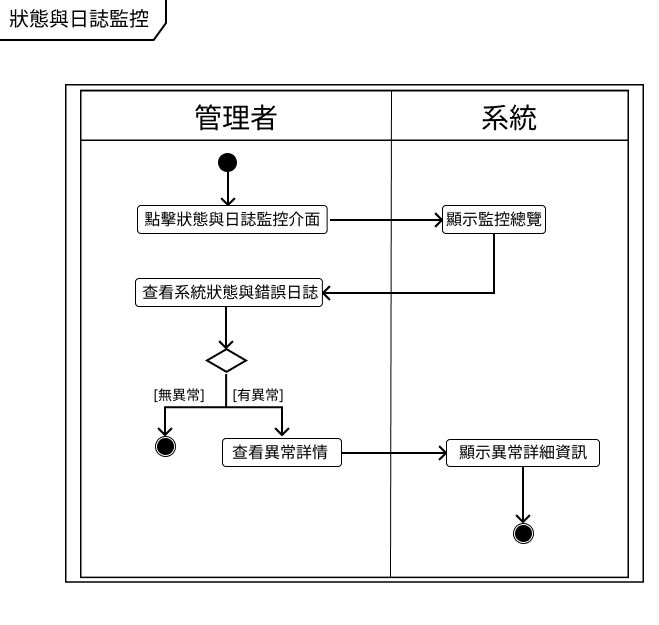 狀態與日誌監控
管理者
系統
點擊狀態與日誌監控介面
顯示監控總覽
查看系統狀態與錯誤日誌
[無異常]
[有異常]
查看異常詳情
顯示異常詳細資訊